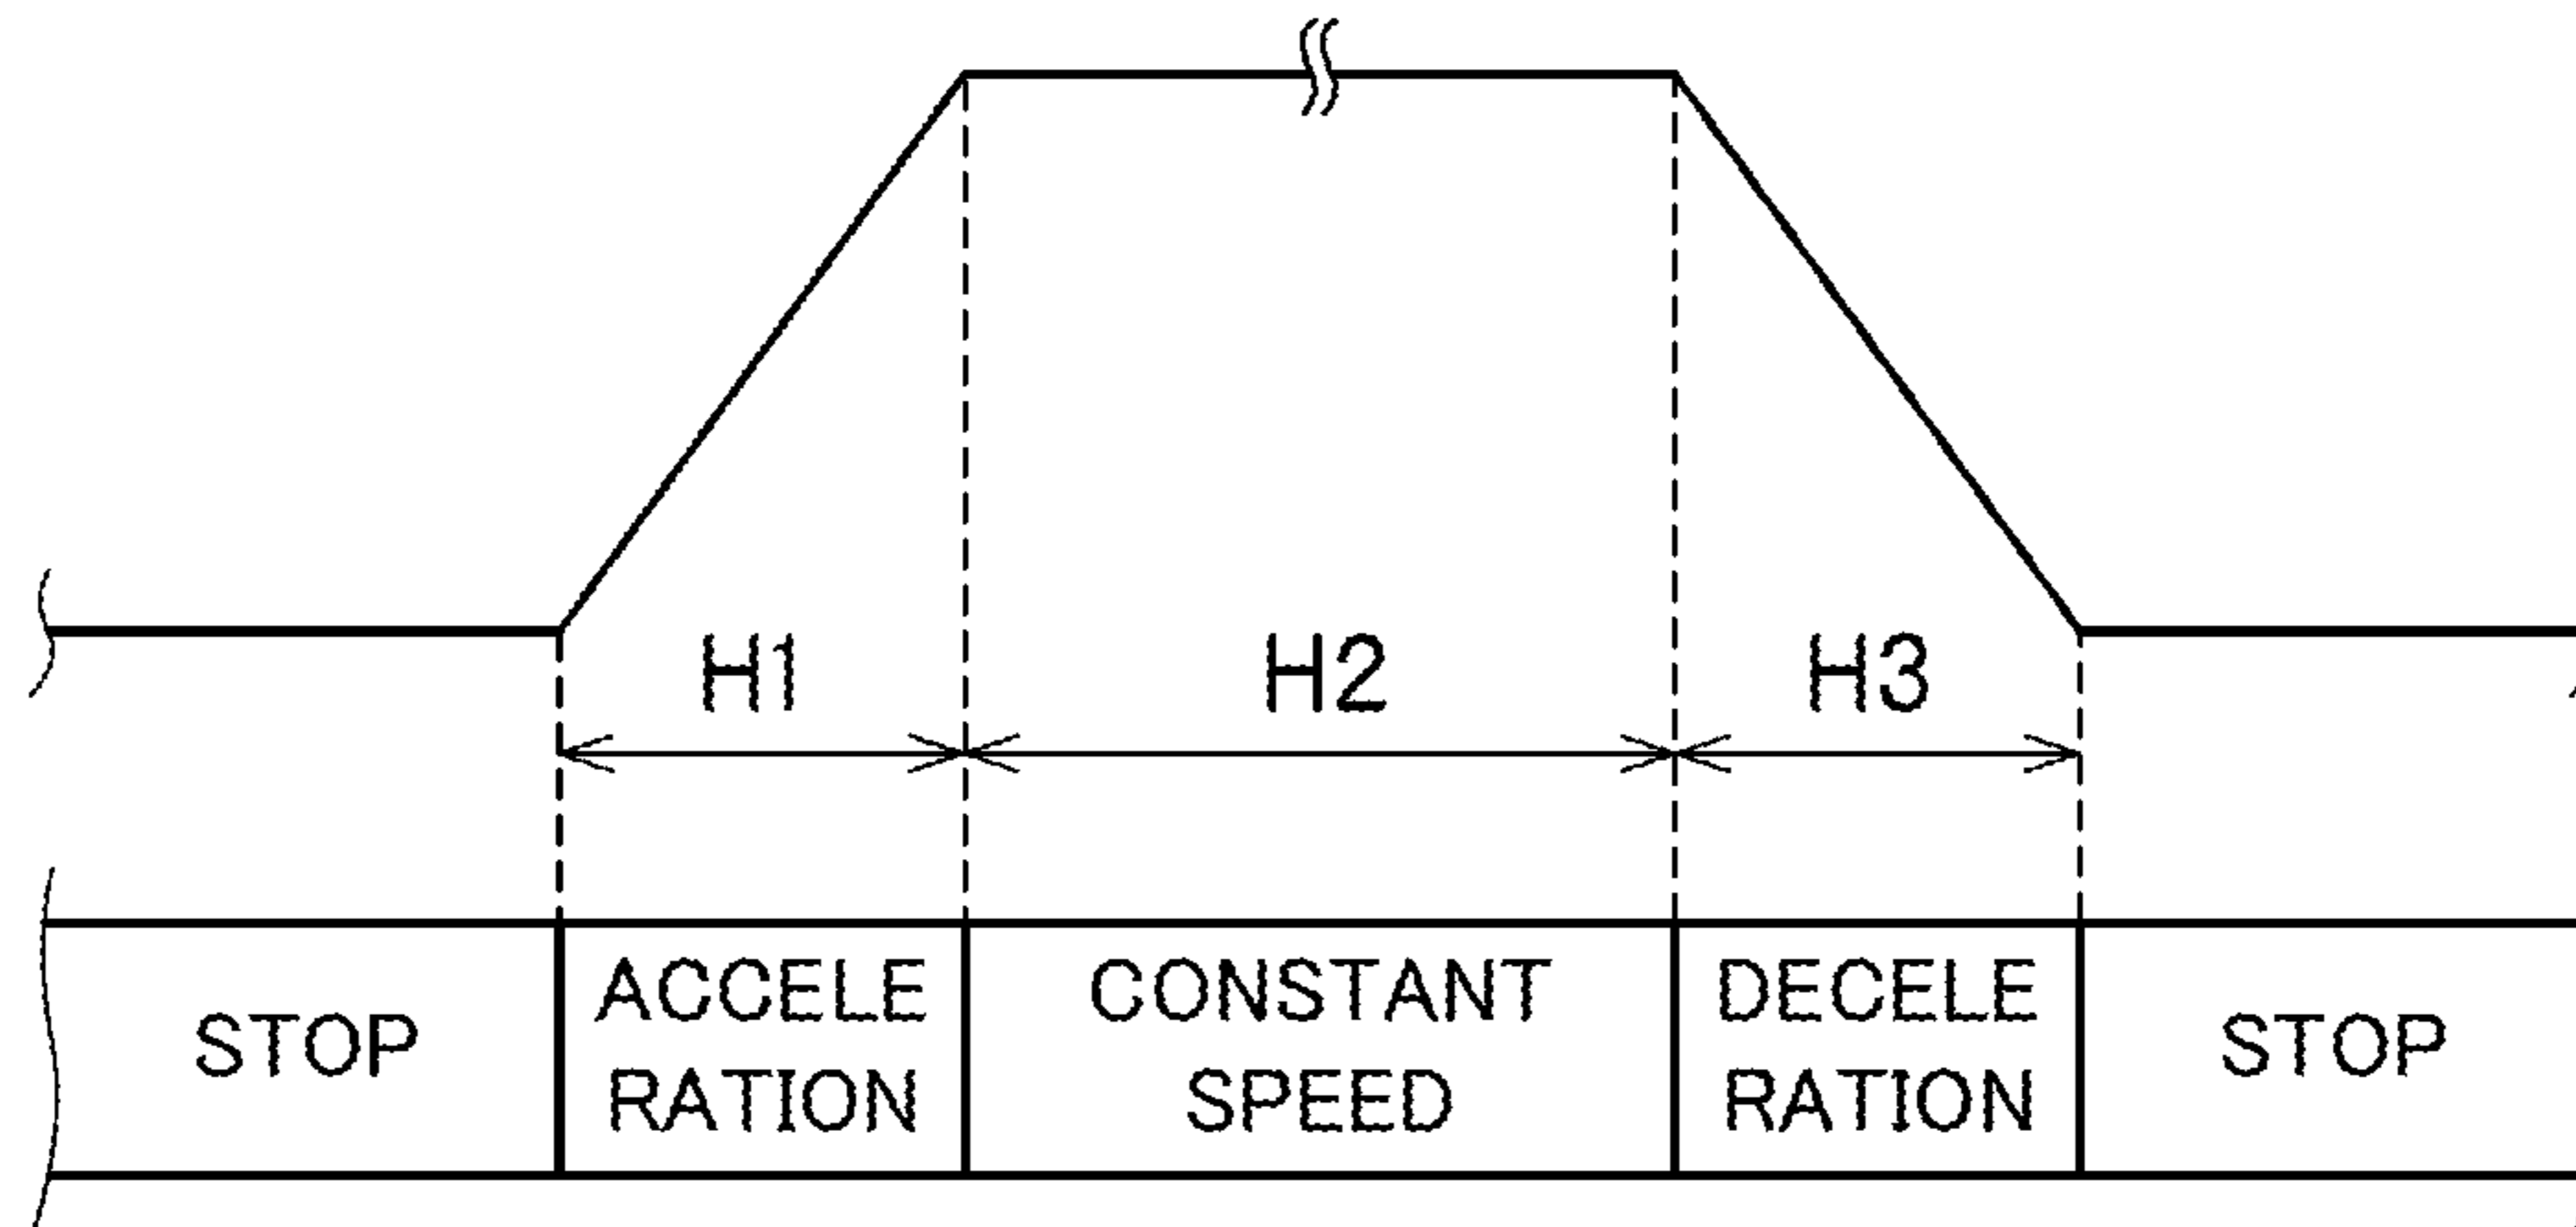 H1 H2 H3
STOP
ACCELE
RATION
CONSTANT
SPEED
DECELE
RATION
STOP